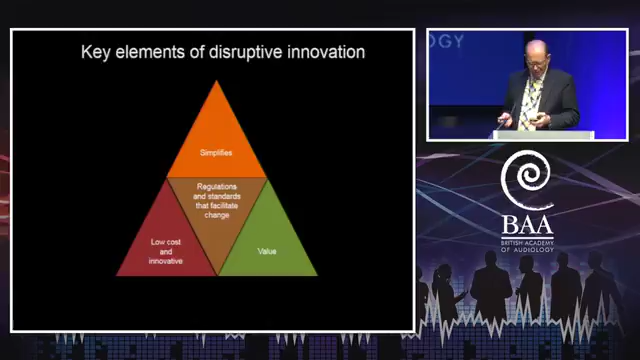 Key elements of disruptive innovation
Simplifies
Regulations
and standards
that facilitate
change
Low cost
and
innovative
Value
OGY
BAA
BRITISH ACADEMY
OF AUDIOLOGY